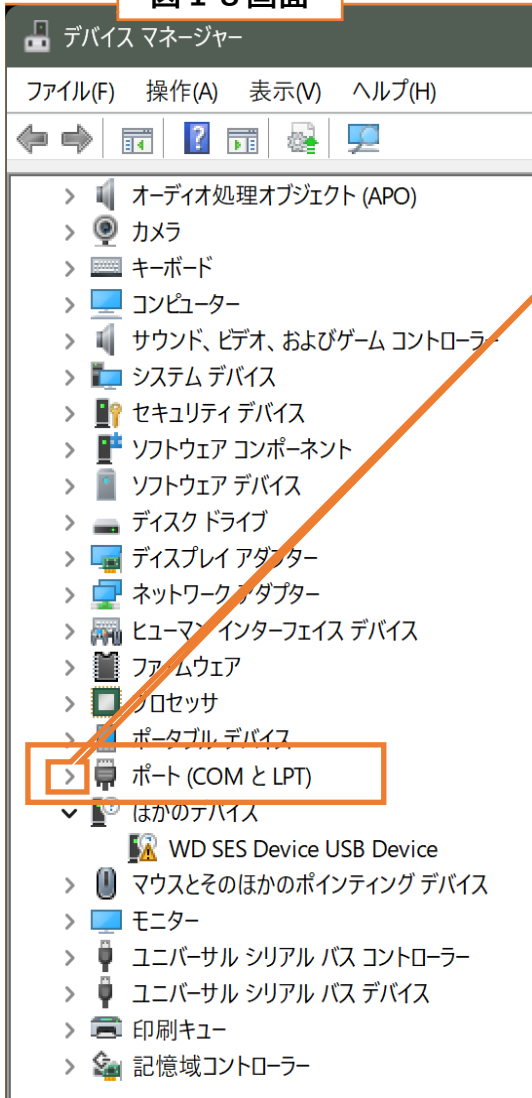 図１８画面
デバイス マネージャー
ファイル(F) 操作(A) 表示(V) ヘルプ(H)
オーディオ処理オブジェクト (APO)
カメラ
キーボード
コンピューター
サウンド、ビデオ、およびゲーム コントローラー
システム デバイス
セキュリティ デバイス
ソフトウェア コンポーネント
ソフトウェア デバイス
ディスク ドライブ
ディスプレイ アダプター
ネットワーク アダプター
ヒューマン インターフェイス デバイス
ファームウェア
プロセッサ
ポータブル デバイス
ポート (COM と LPT)
ほかのデバイス
WD SES Device USB Device
マウスとそのほかのポインティング デバイス
モニター
ユニバーサル シリアル バス コントローラー
ユニバーサル シリアル バス デバイス
印刷キュー
記憶域コントローラー